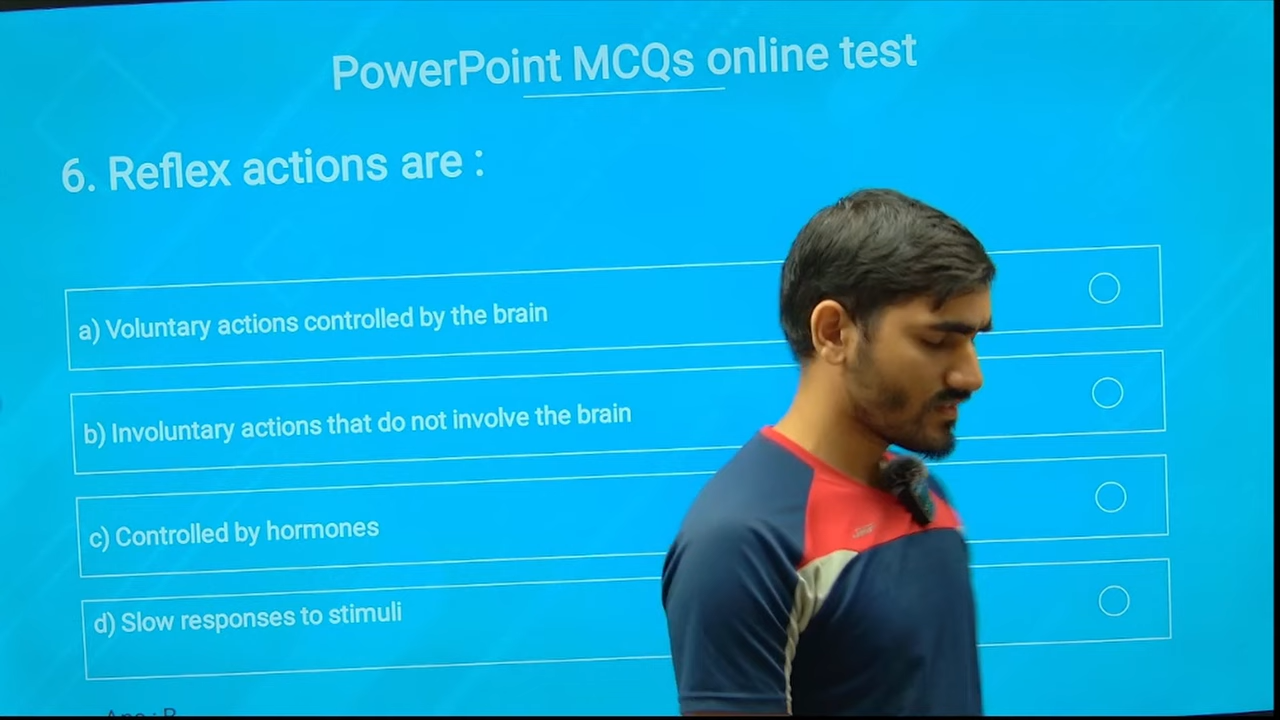 PowerPoint MCQs online test
6. Reflex actions are :
a) Voluntary actions controlled by the brain
b) Involuntary actions that do not involve the brain
c) Controlled by hormones
d) Slow responses to stimuli
Ans : B